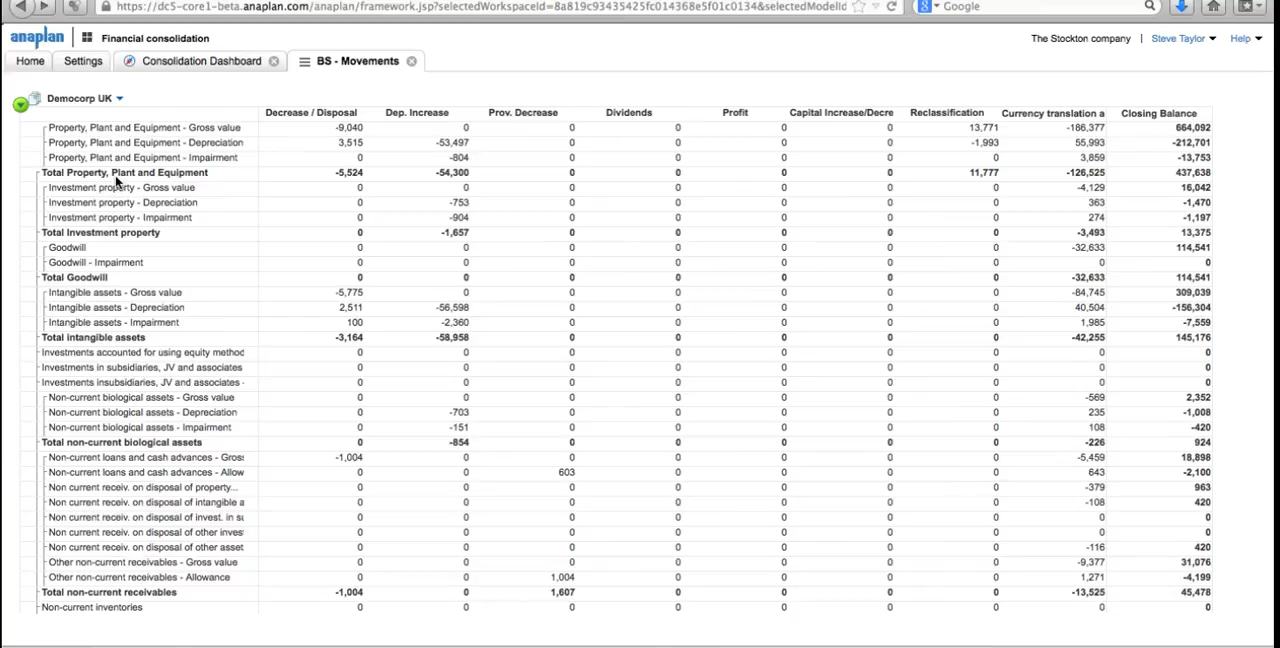 https://dc5-core1-beta.anaplan.com/anaplan/framework.jsp?selectedWorkspaceId=8a819c93435425fc014368e5f01c0134&selectedModelId Google
anaplan Financial consolidation The Stockton company | Steve Taylor Help
Home Settings Consolidation Dashboard BS - Movements
Democorp UK
Decrease / Disposal Dep. Increase Prov. Decrease Dividends Profit Capital Increase/Decre Reclassification Currency translation a Closing Balance
Property, Plant and Equipment - Gross value -9,040 0 0 0 0 0 13,771 -186,377 664,092
Property, Plant and Equipment - Depreciation 3,515 -53,497 0 0 0 0 -1,993 55,993 -212,701
Property, Plant and Equipment - Impairment 0 -804 0 0 0 0 0 3,859 -13,753
Total Property, Plant and Equipment -5,524 -54,300 0 0 0 0 11,777 -126,525 437,638
Investment property - Gross value 0 0 0 0 0 0 0 -4,129 16,042
Investment property - Depreciation 0 -753 0 0 0 0 0 363 -1,470
Investment property - Impairment 0 -904 0 0 0 0 0 274 -1,197
Total Investment property 0 -1,657 0 0 0 0 0 -3,493 13,375
Goodwill 0 0 0 0 0 0 0 -32,633 114,541
Goodwill - Impairment 0 0 0 0 0 0 0 0 0
Total Goodwill 0 0 0 0 0 0 0 -32,633 114,541
Intangible assets - Gross value -5,775 0 0 0 0 0 0 -84,745 309,039
Intangible assets - Depreciation 2,511 -56,598 0 0 0 0 0 40,504 -156,304
Intangible assets - Impairment 100 -2,360 0 0 0 0 0 1,985 -7,559
Total intangible assets -3,164 -58,958 0 0 0 0 0 -42,255 145,176
Investments accounted for using equity method 0 0 0 0 0 0 0 0 0
Investments in subsidiaries, JV and associates 0 0 0 0 0 0 0 0 0
Investments insubsidiaries, JV and associates - 0 0 0 0 0 0 0 0 0
Non-current biological assets - Gross value 0 0 0 0 0 0 0 -569 2,352
Non-current biological assets - Depreciation 0 -703 0 0 0 0 0 235 -1,008
Non-current biological assets - Impairment 0 -151 0 0 0 0 0 108 -420
Total non-current biological assets 0 -854 0 0 0 0 0 -226 924
Non-current loans and cash advances - Gross -1,004 0 0 0 0 0 0 -5,459 18,898
Non-current loans and cash advances - Allow 0 0 603 0 0 0 0 643 -2,100
Non current receiv. on disposal of property... 0 0 0 0 0 0 0 -379 963
Non current receiv. on disposal of intangible a 0 0 0 0 0 0 0 -108 420
Non current receiv. on disposal of invest. in su 0 0 0 0 0 0 0 0 0
Non current receiv. on disposal of other invest 0 0 0 0 0 0 0 0 0
Non current receiv. on disposal of other asset 0 0 0 0 0 0 0 -116 420
Other non-current receivables - Gross value 0 0 0 0 0 0 0 -9,377 31,076
Other non-current receivables - Allowance 0 0 1,004 0 0 0 0 1,271 -4,199
Total non-current receivables -1,004 0 1,607 0 0 0 0 -13,525 45,478
Non-current inventories 0 0 0 0 0 0 0 0 0